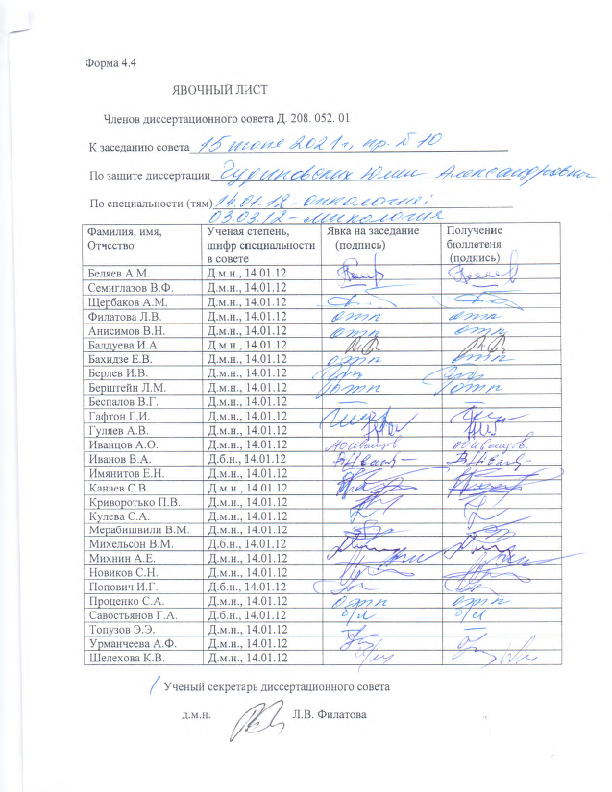 Форма 4.4
ЯВОЧНЫЙ ЛИСТ
Членов диссертационного совета Д. 208. 052. 01
К заседанию совета 15 июня 2021 г, пр. № 10
По защите диссертации Чудиновских Юлии Александровны
По специальности (тям) 14.01.12 - онкология;
03.03.12 - микология
Фамилия, имя, Отчество Ученая степень, шифр специальности в совете Явка на заседание (подпись) Получение бюллетеня (подпись)
Беляев А.М. Д.м.н., 14.01.12
Семиглазов В.Ф. Д.м.н., 14.01.12
Щербаков А.М. Д.м.н., 14.01.12
Филатова Л.В. Д.м.н., 14.01.12 отп отп
Анисимов В.Н. Д.м.н., 14.01.12 отп отп
Балдуева И.А. Д.м.н., 14.01.12
Бахидзе Е.В. Д.м.н., 14.01.12 отп отп
Берлев И.В. Д.м.н., 14.01.12
Берштейн Л.М. Д.м.н., 14.01.12 отп отп
Беспалов В.Г. Д.м.н., 14.01.12 — —
Гафтон Г.И. Д.м.н., 14.01.12
Гуляев А.В. Д.м.н., 14.01.12
Иванцов А.О. Д.м.н., 14.01.12 АОИванцов АОИванцов
Иванов В.А. Д.б.н., 14.01.12
Имянитов Е.Н. Д.м.н., 14.01.12
Канаев С.В. Д.м.н., 14.01.12
Криворотько П.В. Д.м.н., 14.01.12
Кулева С.А. Д.м.н., 14.01.12
Мерабишвили В.М. Д.м.н., 14.01.12
Михельсон В.М. Д.б.н., 14.01.12
Михнин А.Е. Д.м.н., 14.01.12
Новиков С.Н. Д.м.н., 14.01.12
Попович И.Г. Д.б.н., 14.01.12
Проценко С.А. Д.м.н., 14.01.12 отп отп
Савостьянов Г.А. Д.б.н., 14.01.12 б/л б/л
Топузов Э.Э. Д.м.н., 14.01.12 — —
Урманчеева А.Ф. Д.м.н., 14.01.12
Шелехова К.В. Д.м.н., 14.01.12
Ученый секретарь диссертационного совета
д.м.н. Л.В. Филатова